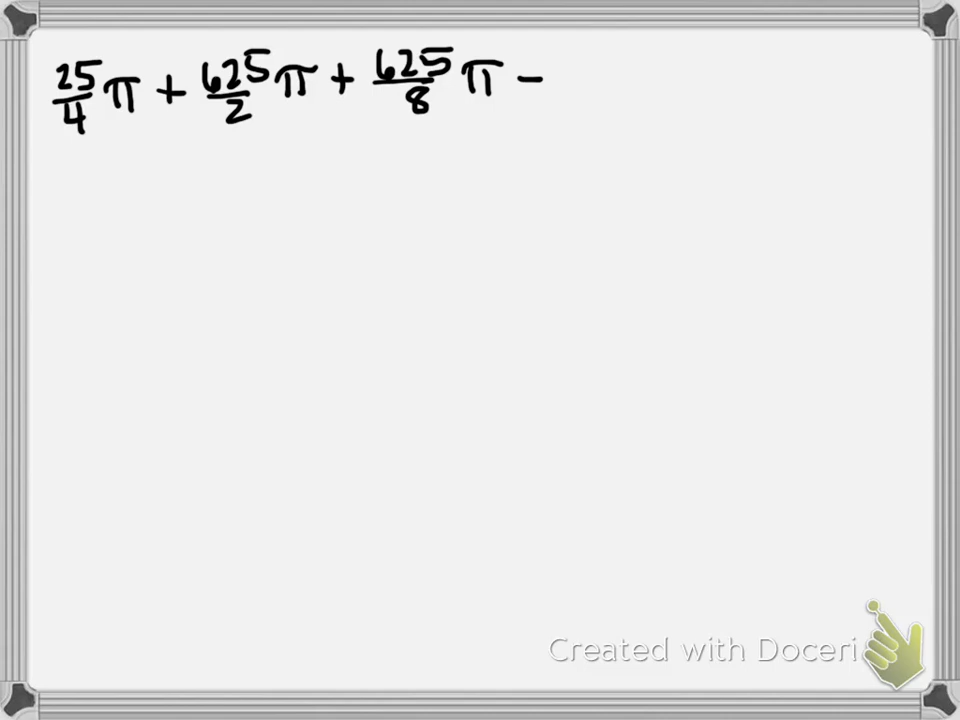 25/4 π + 625/2 π + 625/8 π −
Created with Doceri